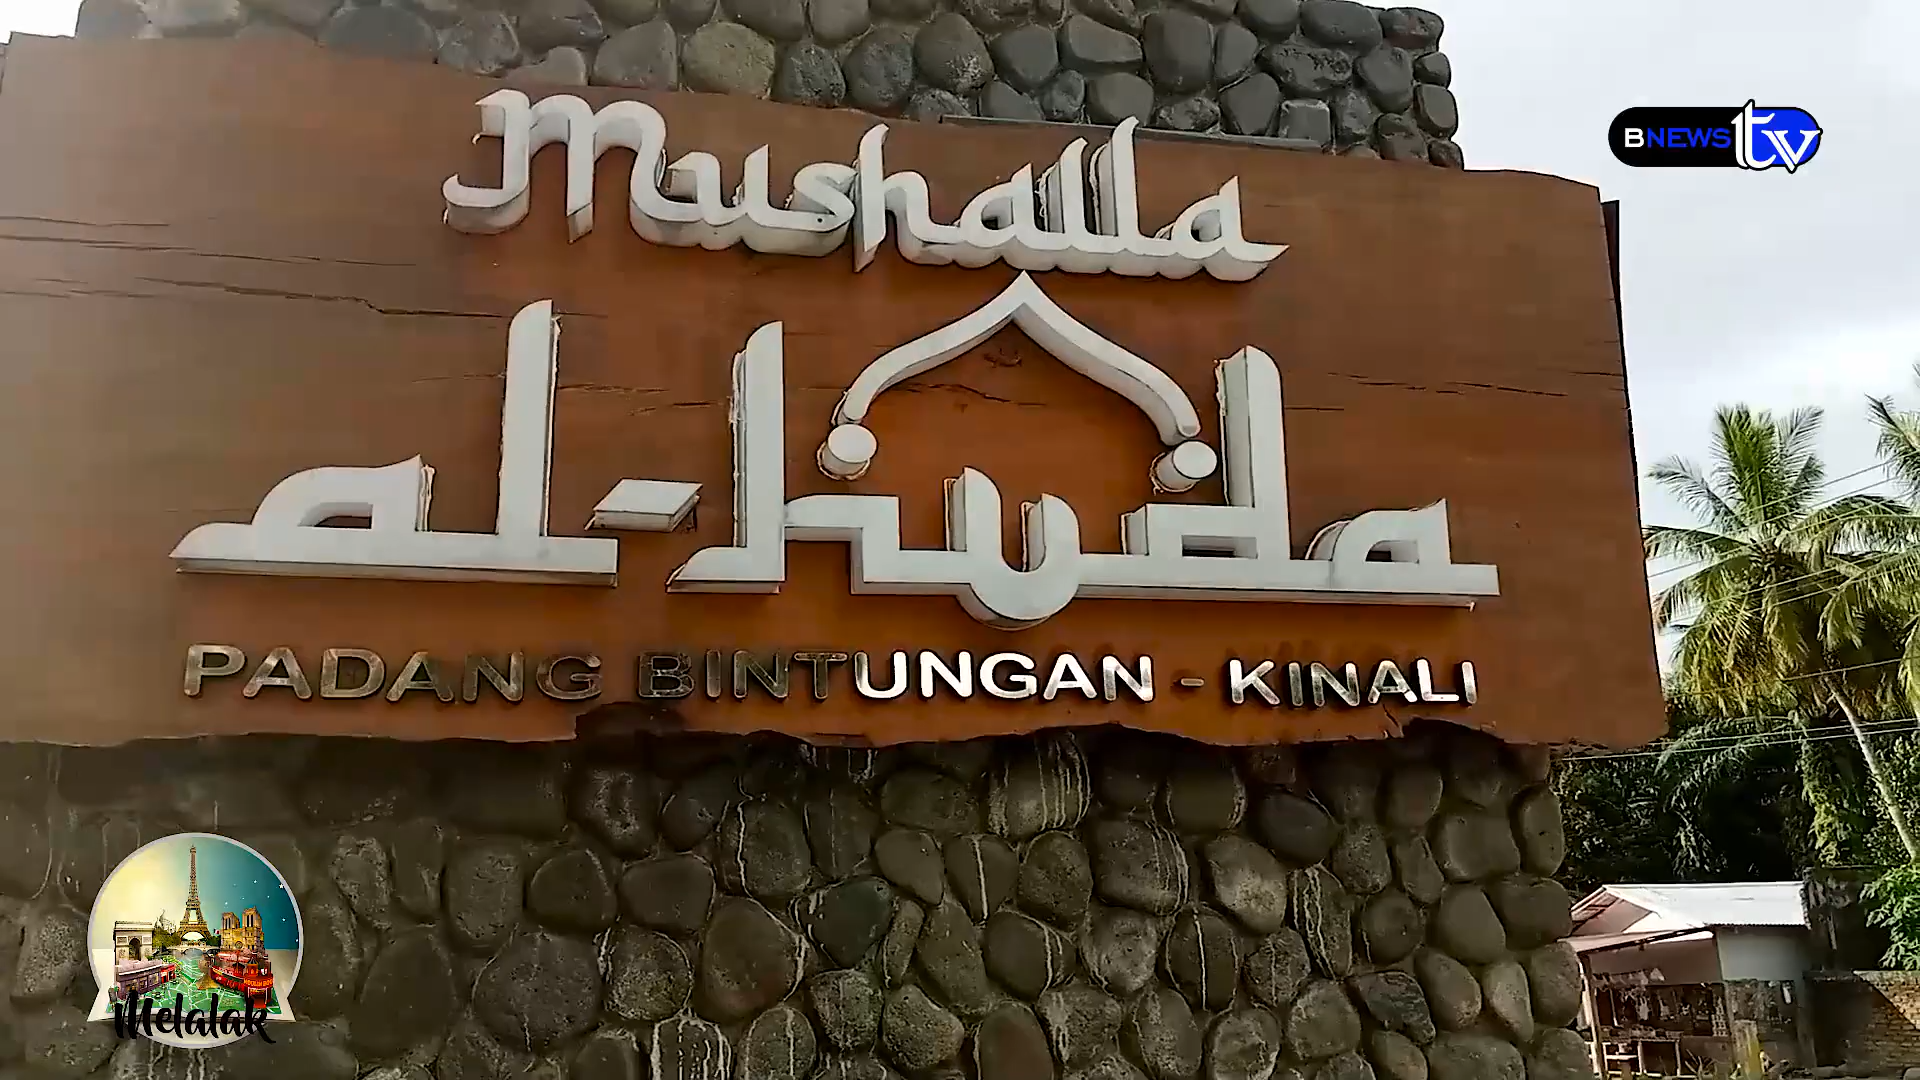 Mushalla
al-huda
PADANG BINTUNGAN - KINALI
BNEWS tv
Melalak